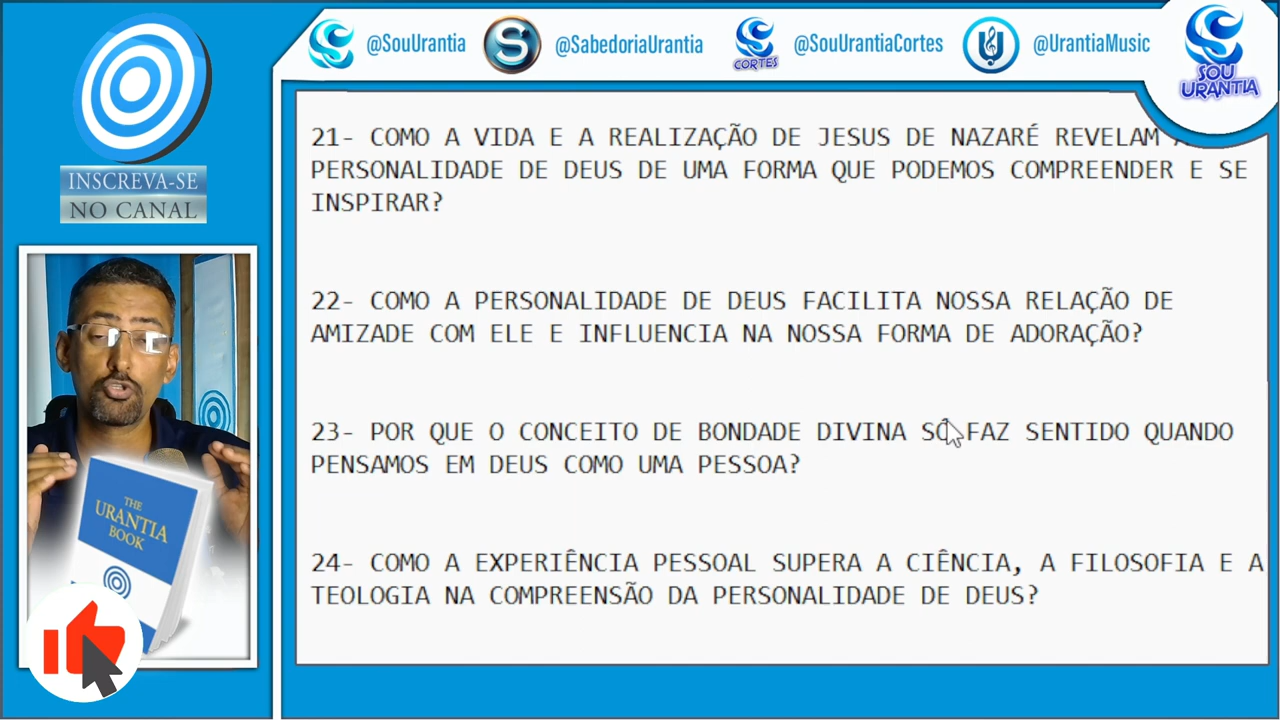 @SouUrantia
@SabedoriaUrantia
CORTES
@SouUrantiaCortes
@UrantiaMusic
SOU
URANTIA
INSCREVA-SE
NO CANAL
21- COMO A VIDA E A REALIZAÇÃO DE JESUS DE NAZARÉ REVELAM
PERSONALIDADE DE DEUS DE UMA FORMA QUE PODEMOS COMPREENDER E SE
INSPIRAR?
22- COMO A PERSONALIDADE DE DEUS FACILITA NOSSA RELAÇÃO DE
AMIZADE COM ELE E INFLUENCIA NA NOSSA FORMA DE ADORAÇÃO?
23- POR QUE O CONCEITO DE BONDADE DIVINA SÓ FAZ SENTIDO QUANDO
PENSAMOS EM DEUS COMO UMA PESSOA?
24- COMO A EXPERIÊNCIA PESSOAL SUPERA A CIÊNCIA, A FILOSOFIA E A
TEOLOGIA NA COMPREENSÃO DA PERSONALIDADE DE DEUS?
THE
URANTIA
BOOK